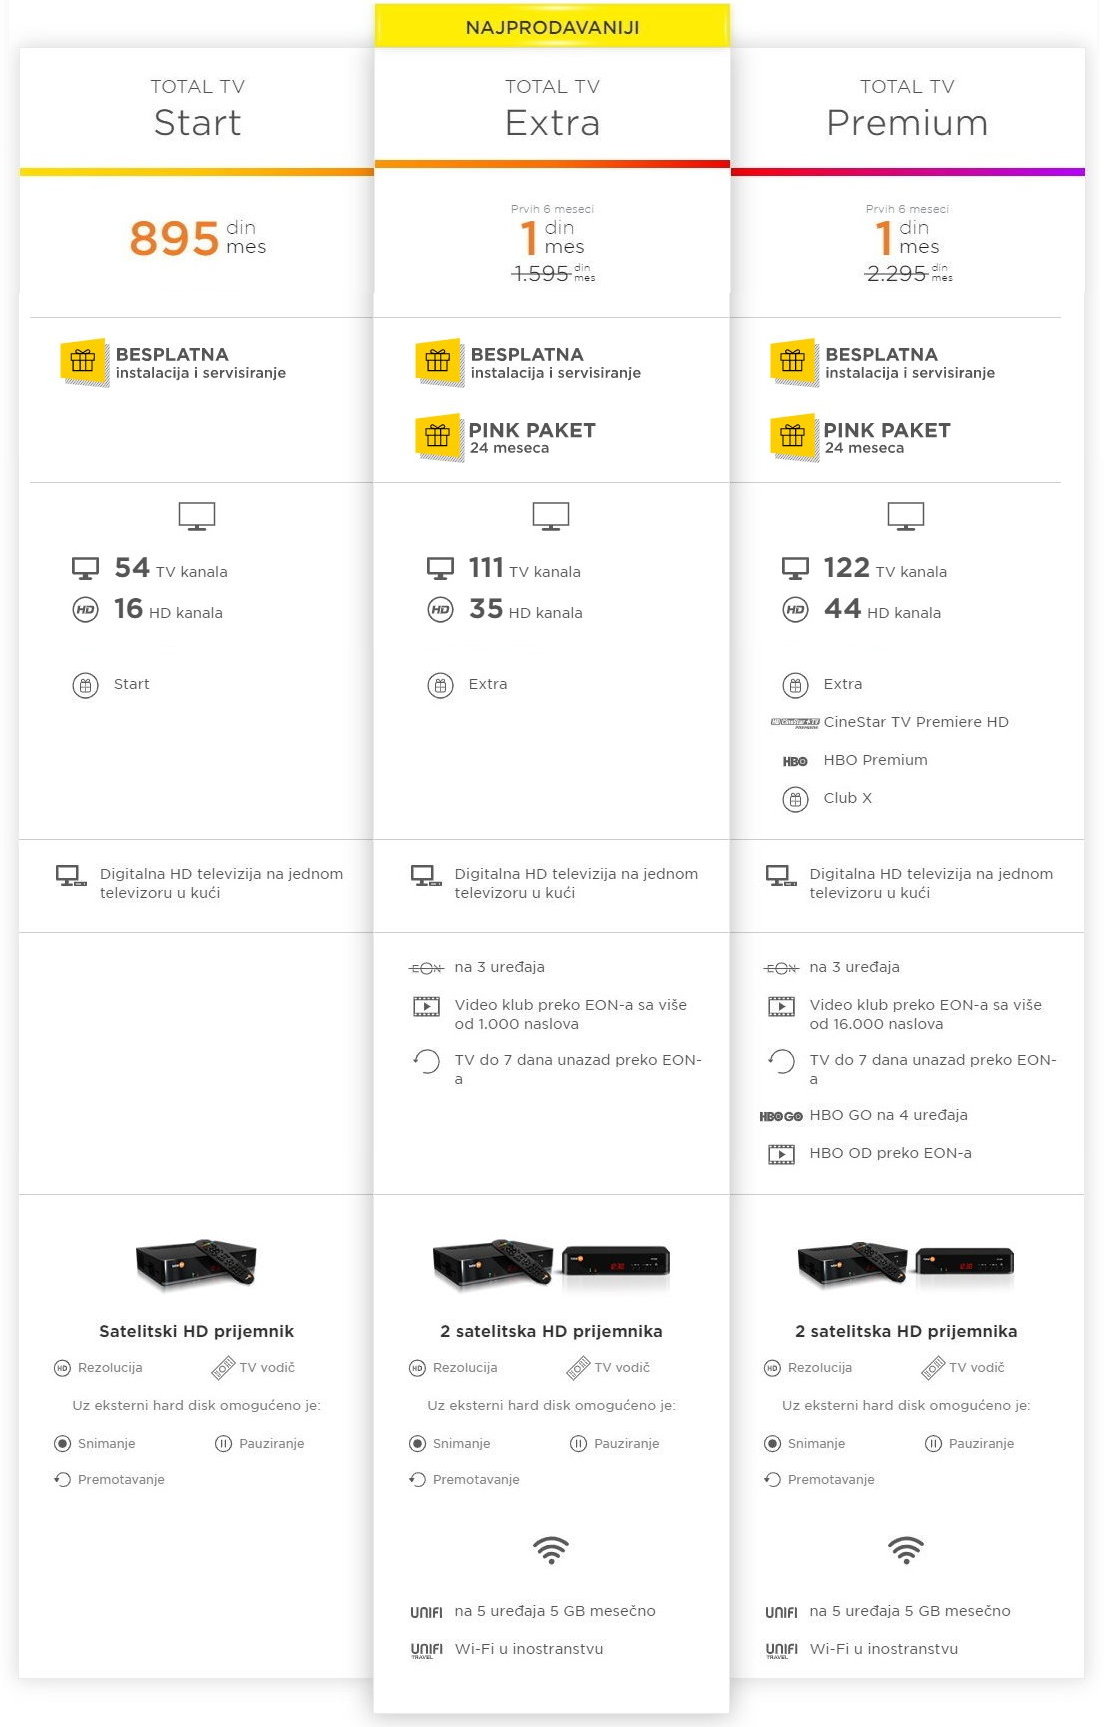 NAJPRODAVANIJI
TOTAL TV
Start
895 din
mes
BESPLATNA
instalacija i servisiranje
54 TV kanala
HD 16 HD kanala
Start
Digitalna HD televizija na jednom
televizoru u kući
Satelitski HD prijemnik
HD Rezolucija
TV vodič
Uz eksterni hard disk omogućeno je:
Snimanje
Pauziranje
Premotavanje
TOTAL TV
Extra
Prvih 6 meseci
1 din
mes
1.595 din
mes
BESPLATNA
instalacija i servisiranje
PINK PAKET
24 meseca
111 TV kanala
HD 35 HD kanala
Extra
Digitalna HD televizija na jednom
televizoru u kući
EON na 3 uređaja
Video klub preko EON-a sa više
od 1.000 naslova
TV do 7 dana unazad preko EON-
a
2 satelitska HD prijemnika
HD Rezolucija
TV vodič
Uz eksterni hard disk omogućeno je:
Snimanje
Pauziranje
Premotavanje
UNIFI na 5 uređaja 5 GB mesečno
UNIFI TRAVEL Wi-Fi u inostranstvu
TOTAL TV
Premium
Prvih 6 meseci
1 din
mes
2.295 din
mes
BESPLATNA
instalacija i servisiranje
PINK PAKET
24 meseca
122 TV kanala
HD 44 HD kanala
Extra
CineStar TV Premiere HD
HBO HBO Premium
Club X
Digitalna HD televizija na jednom
televizoru u kući
EON na 3 uređaja
Video klub preko EON-a sa više
od 16.000 naslova
TV do 7 dana unazad preko EON-
a
HBO GO HBO GO na 4 uređaja
HBO OD preko EON-a
2 satelitska HD prijemnika
HD Rezolucija
TV vodič
Uz eksterni hard disk omogućeno je:
Snimanje
Pauziranje
Premotavanje
UNIFI na 5 uređaja 5 GB mesečno
UNIFI TRAVEL Wi-Fi u inostranstvu